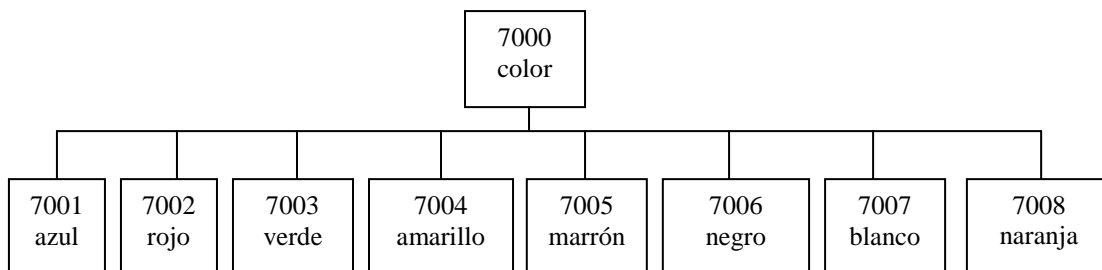 7000
color
7001
azul
7002
rojo
7003
verde
7004
amarillo
7005
marrón
7006
negro
7007
blanco
7008
naranja